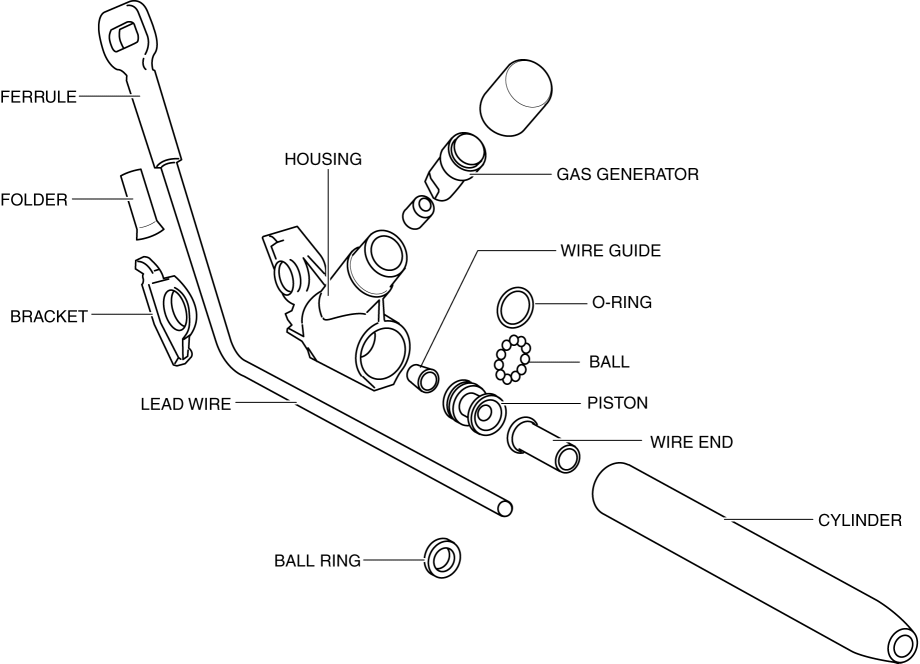 FERRULE
HOUSING
GAS GENERATOR
FOLDER
WIRE GUIDE
O-RING
BRACKET
BALL
LEAD WIRE
PISTON
WIRE END
CYLINDER
BALL RING